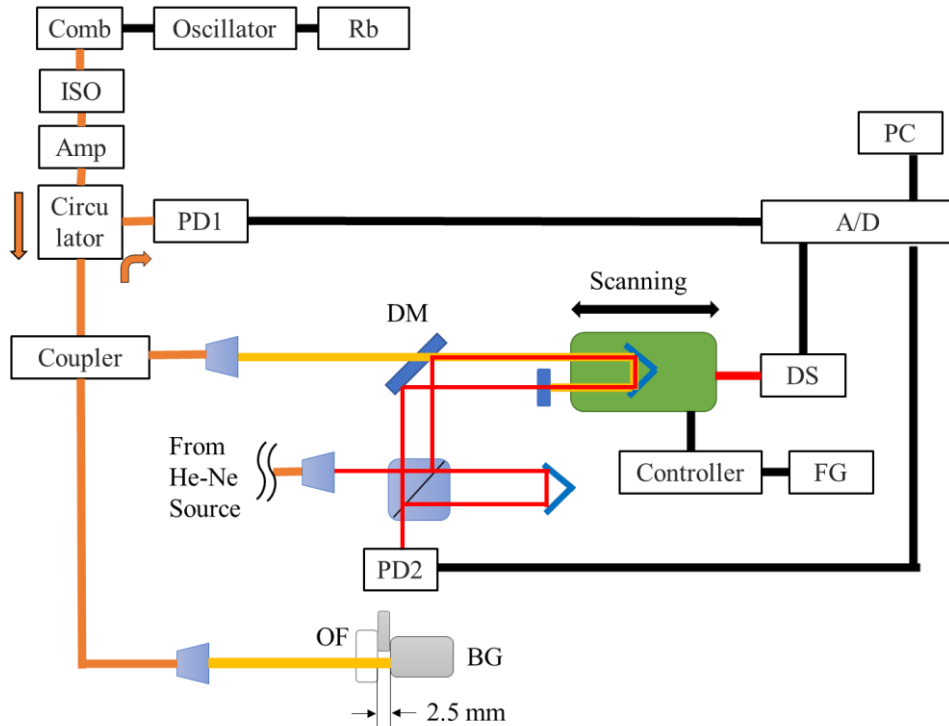 Comb
Oscillator
Rb
ISO
Amp
PC
Circu
lator
PD1
A/D
Scanning
DM
Coupler
DS
From
He-Ne
Source
Controller
FG
PD2
OF
BG
2.5 mm